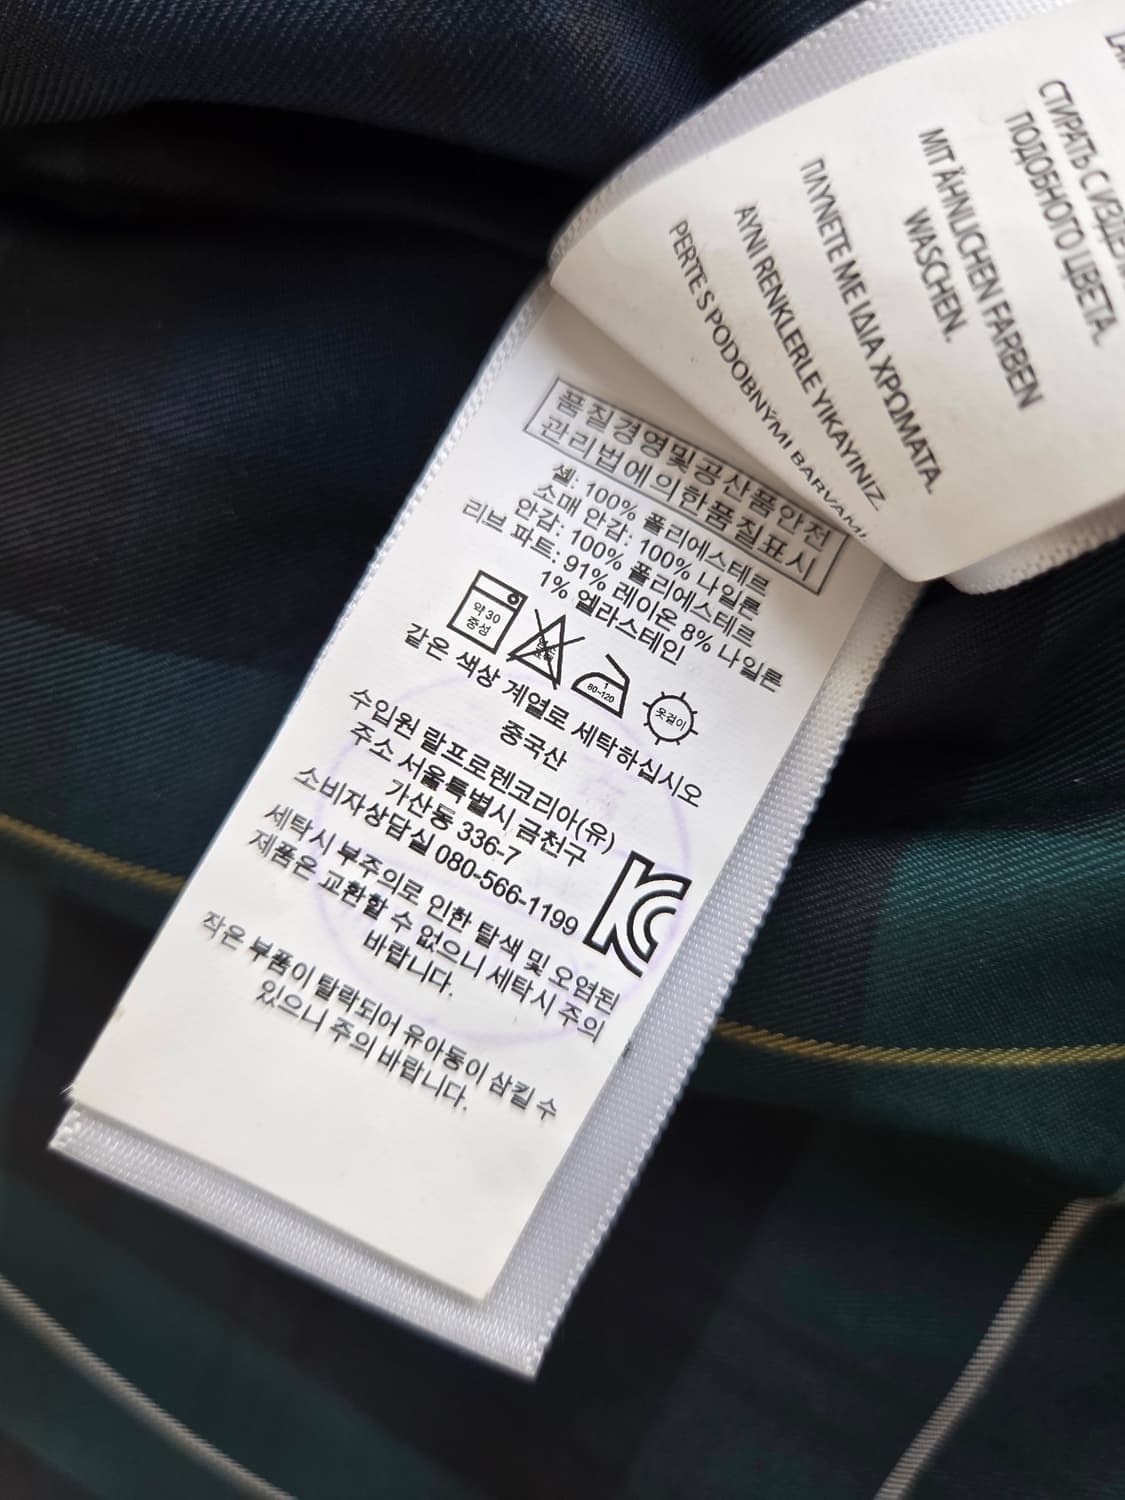 СТИРАТЬ С ИЗДЕ
ПОДОБНОГО ЦВЕТА.
MIT ÄHNLICHEN FARBEN
WASCHEN.
ΠΛΥΝΕΤΕ ΜΕ ΙΔΙΑ ΧΡΩΜΑΤΑ.
AYNI RENKLERLE YIKAYINIZ.
PERTE S PODOBNÝMI BARVAMI
품질경영및공산품안전
관리법에의한품질표시
셸: 100% 폴리에스테르
소매 안감: 100% 나일론
안감: 100% 폴리에스테르
리브 파트: 91% 레이온 8% 나일론
1% 엘라스테인
약 30
중성
1
80-120
옷걸이
같은 색상 계열로 세탁하십시오
중국산
수입원 랄프로렌코리아(유)
주소 서울특별시 금천구
가산동 336-7
소비자상담실 080-566-1199
KC
세탁시 부주의로 인한 탈색 및 오염된
제품은 교환할 수 없으니 세탁시 주의
바랍니다.
작은 부품이 탈락되어 유아동이 삼킬 수
있으니 주의 바랍니다.